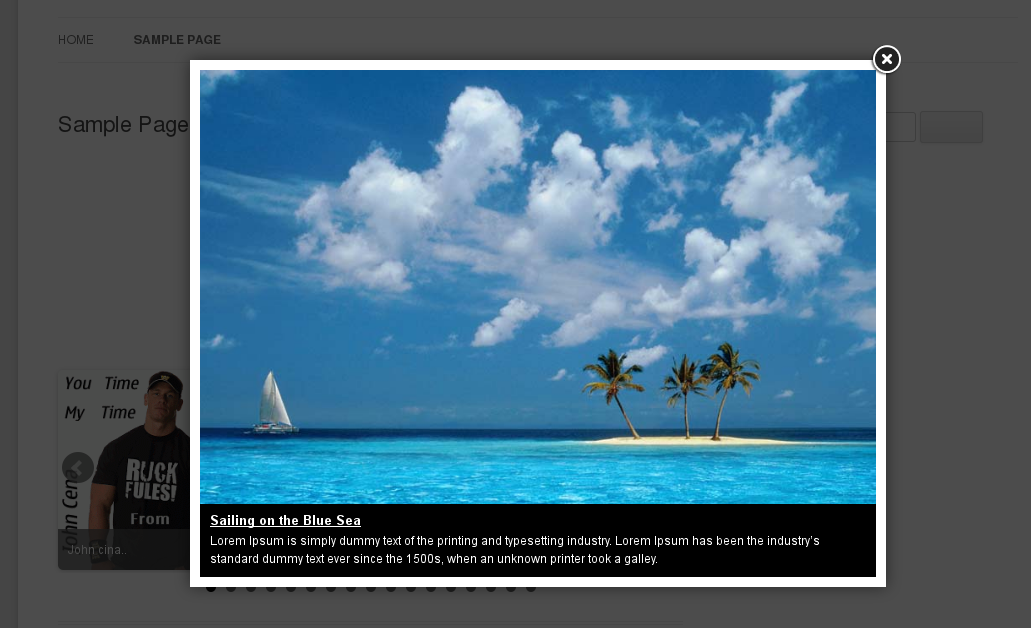 HOME SAMPLE PAGE
Sample Page
You Time
My Time
John Cena
RUCK
FULES!
From
John cina..
Sailing on the Blue Sea
Lorem Ipsum is simply dummy text of the printing and typesetting industry. Lorem Ipsum has been the industry's
standard dummy text ever since the 1500s, when an unknown printer took a galley.